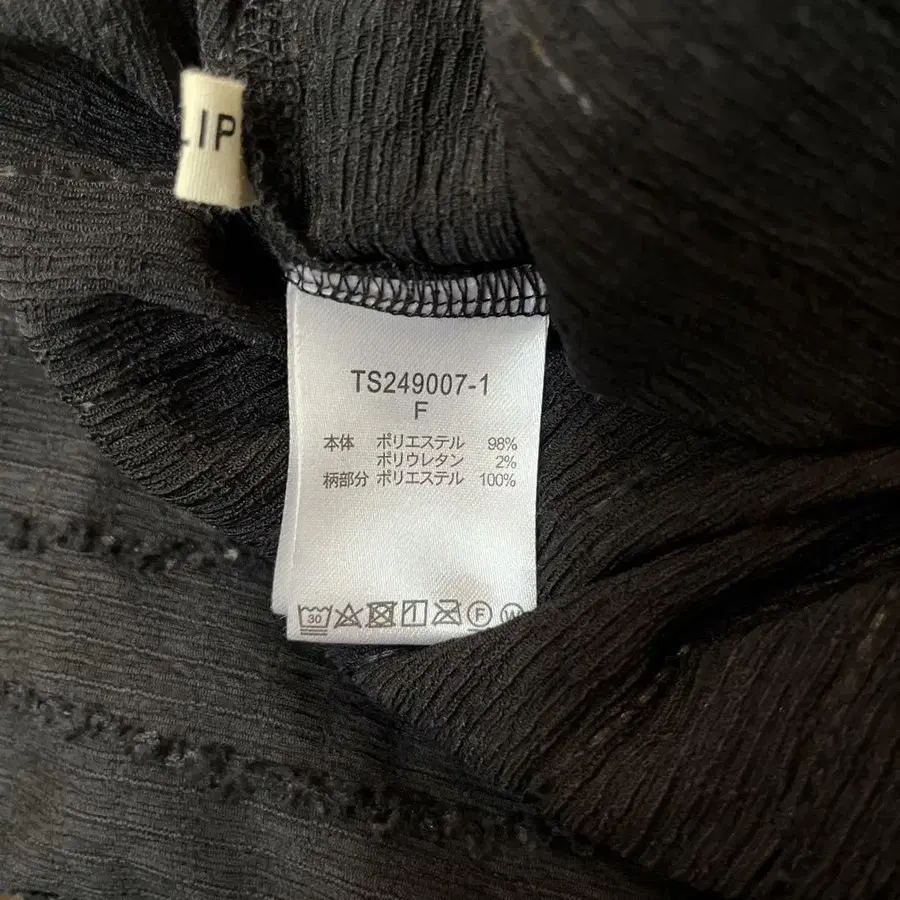 LIP
TS249007-1
F
本体 ポリエステル 98%
ポリウレタン 2%
柄部分 ポリエステル 100%
30 F W